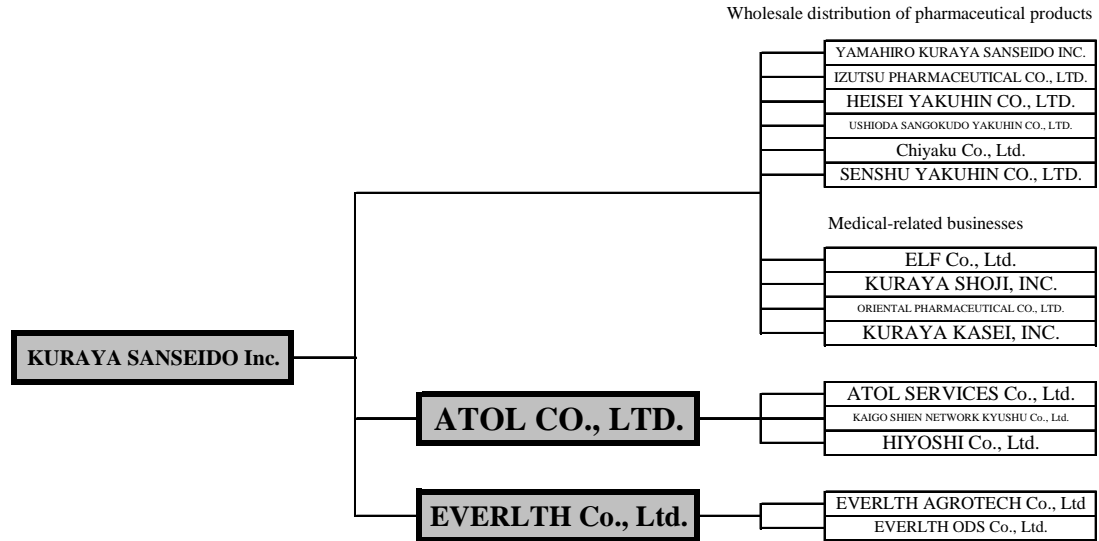 Wholesale distribution of pharmaceutical products
YAMAHIRO KURAYA SANSEIDO INC.
IZUTSU PHARMACEUTICAL CO., LTD.
HEISEI YAKUHIN CO., LTD.
USHIODA SANGOKUDO YAKUHIN CO., LTD.
Chiyaku Co., Ltd.
SENSHU YAKUHIN CO., LTD.
Medical-related businesses
ELF Co., Ltd.
KURAYA SHOJI, INC.
ORIENTAL PHARMACEUTICAL CO., LTD.
KURAYA KASEI, INC.
KURAYA SANSEIDO Inc.
ATOL CO., LTD.
ATOL SERVICES Co., Ltd.
KAIGO SHIEN NETWORK KYUSHU Co., Ltd.
HIYOSHI Co., Ltd.
EVERLTH Co., Ltd.
EVERLTH AGROTECH Co., Ltd
EVERLTH ODS Co., Ltd.